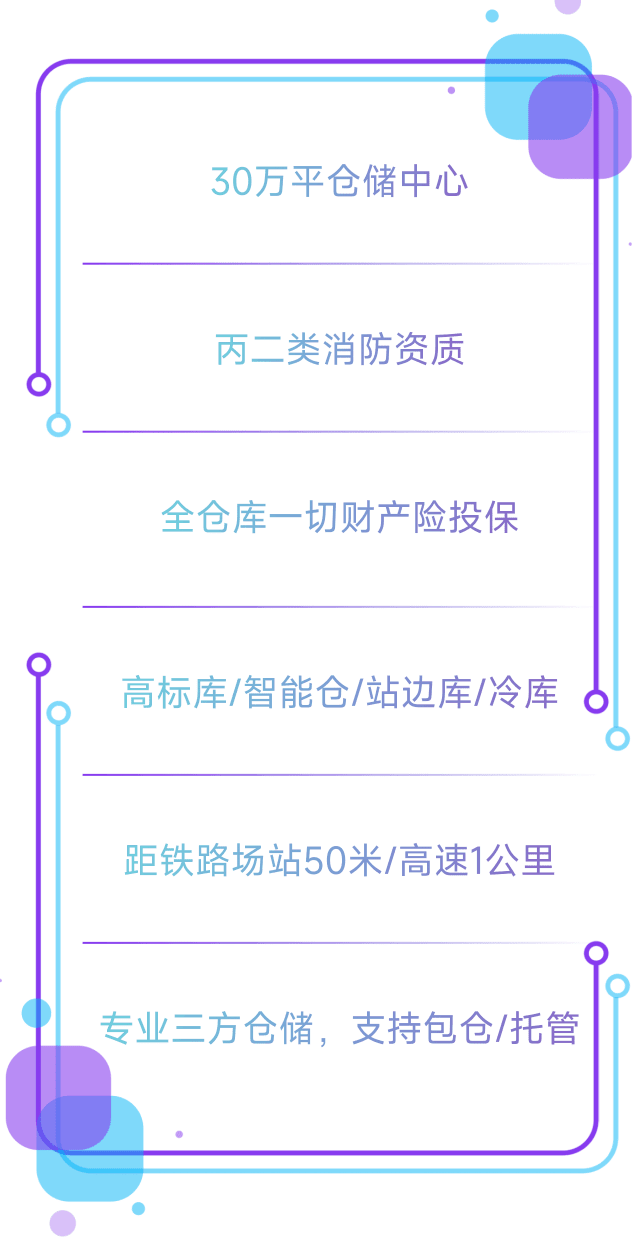 30万平仓储中心
丙二类消防资质
全仓库一切财产险投保
高标库/智能仓/站边库/冷库
距铁路场站50米/高速1公里
专业三方仓储，支持包仓/托管